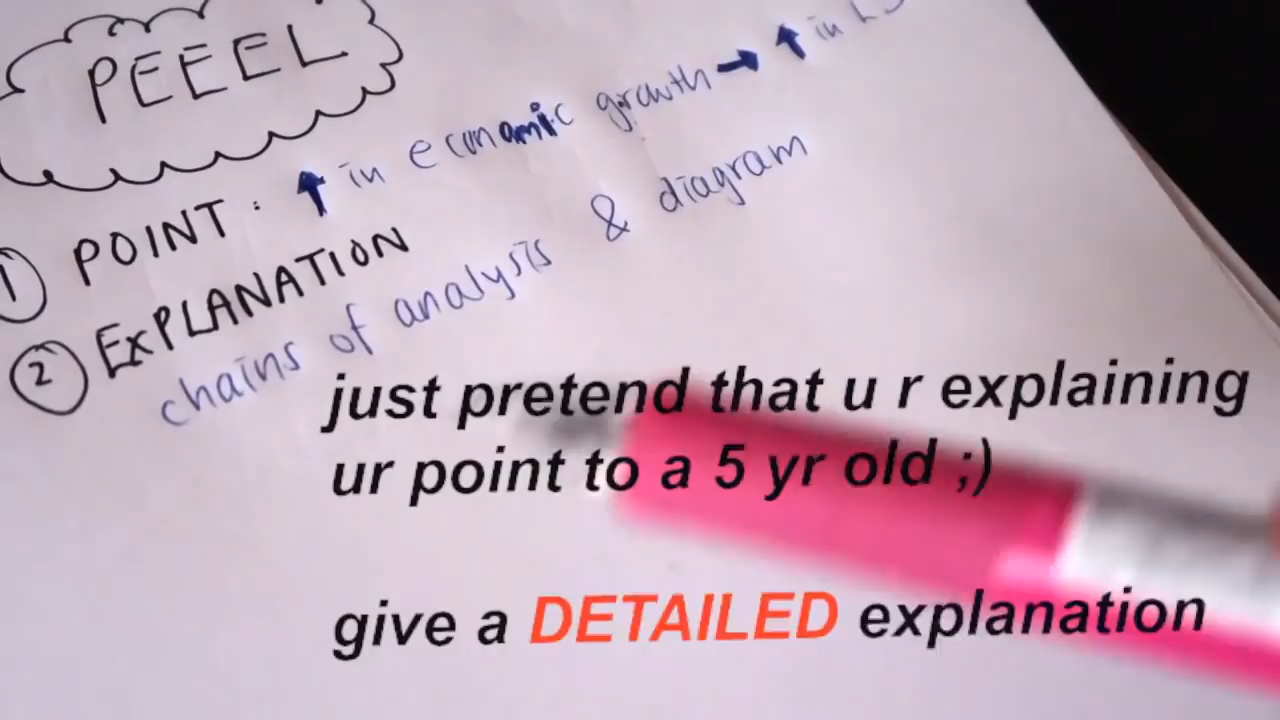 PEEEL
① POINT: ↑ in economic growth → ↑ in
② EXPLANATION
chains of analysis & diagram
just pretend that u r explaining
ur point to a 5 yr old ;)
give a DETAILED explanation